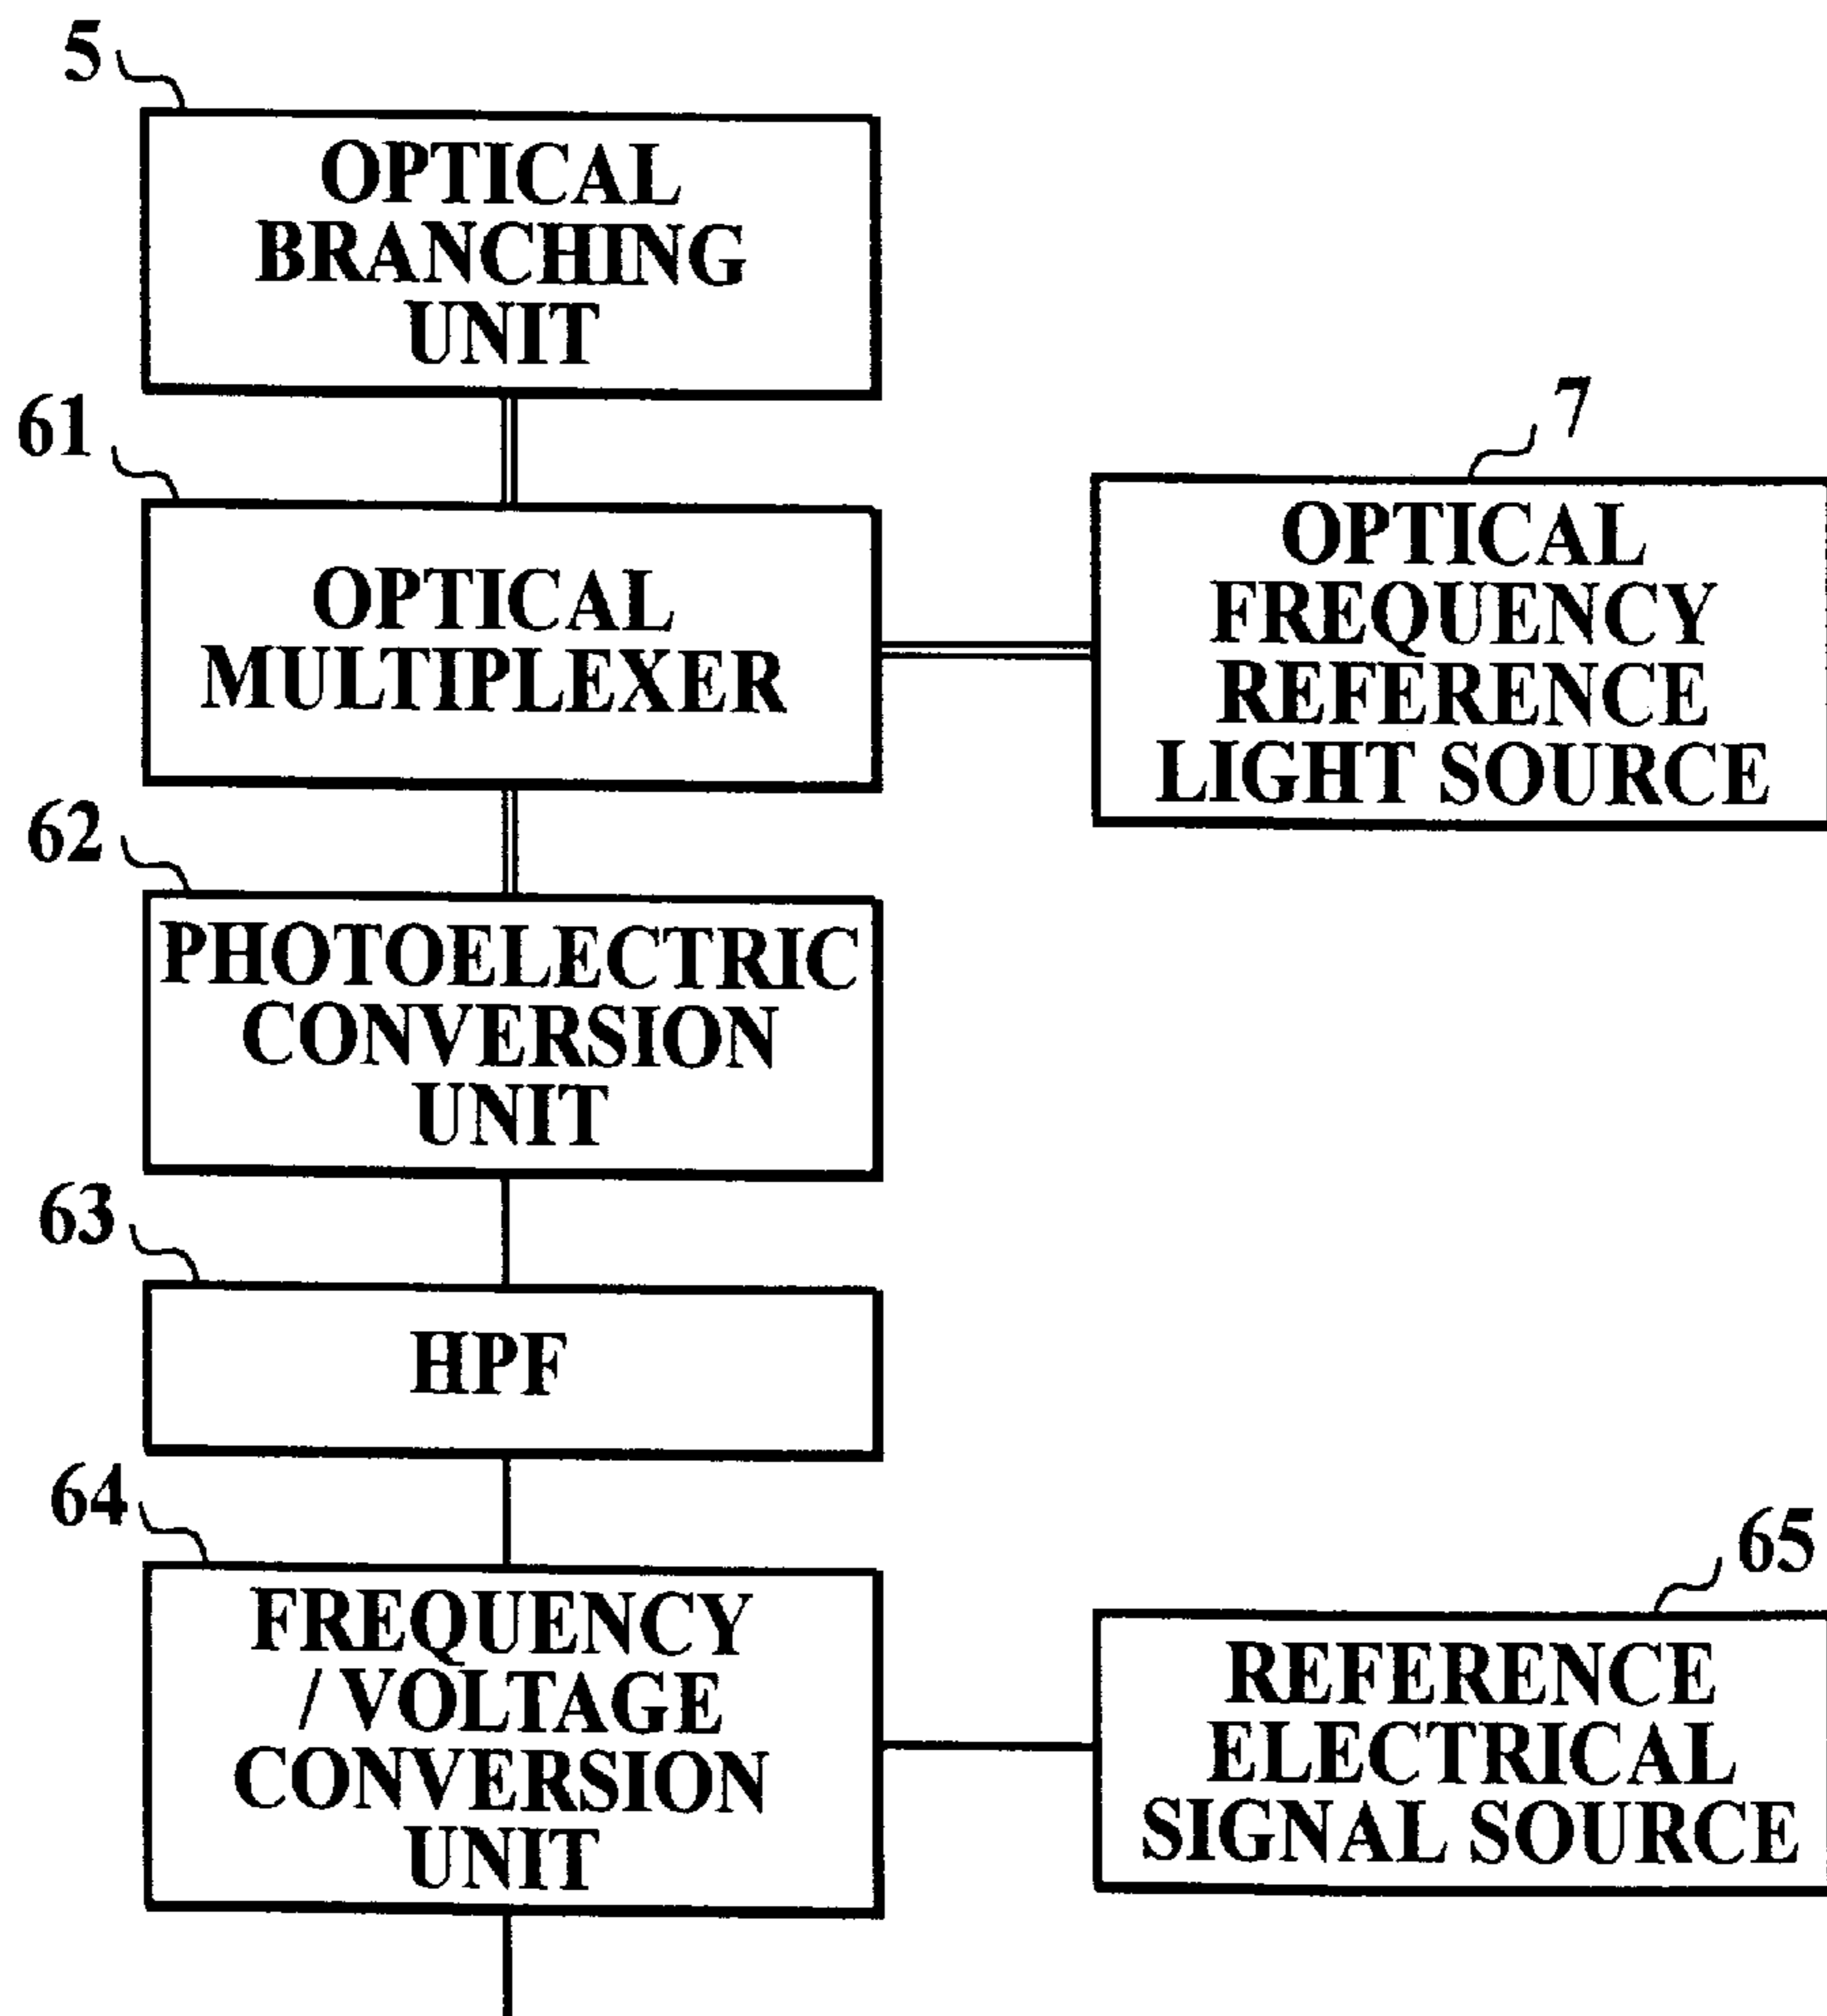 5
OPTICAL
BRANCHING
UNIT
61
OPTICAL
MULTIPLEXER
7
OPTICAL
FREQUENCY
REFERENCE
LIGHT SOURCE
62
PHOTOELECTRIC
CONVERSION
UNIT
63
HPF
64
FREQUENCY
/ VOLTAGE
CONVERSION
UNIT
65
REFERENCE
ELECTRICAL
SIGNAL SOURCE